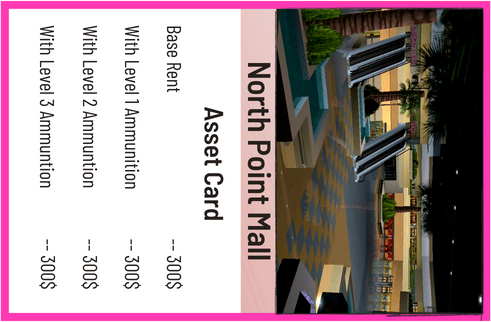 North Point Mall
Asset Card
Base Rent -- 300$
With Level 1 Ammunition -- 300$
With Level 2 Ammuntion -- 300$
With Level 3 Ammuntion -- 300$